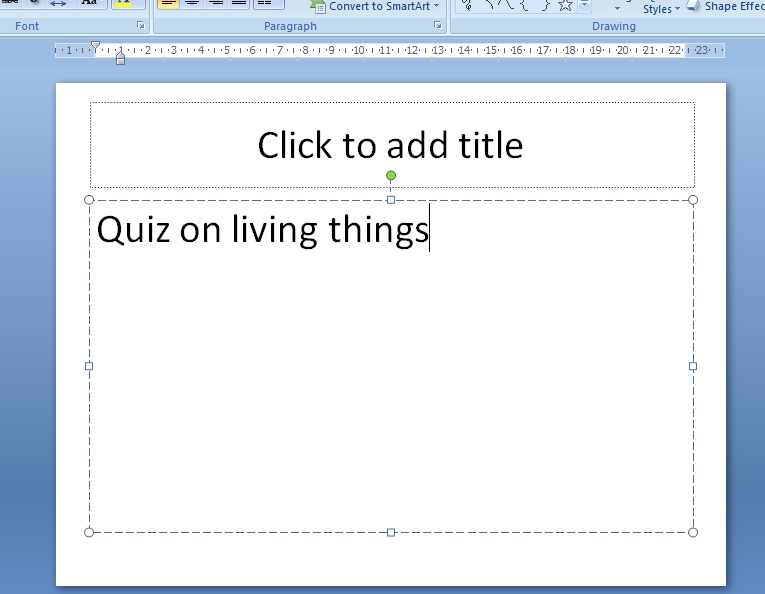 Aa
Convert to SmartArt
Styles
Shape Effec
Font
Paragraph
Drawing
1 1 2 3 4 5 6 7 8 9 10 11 12 13 14 15 16 17 18 19 20 21 22 23
Click to add title
Quiz on living things